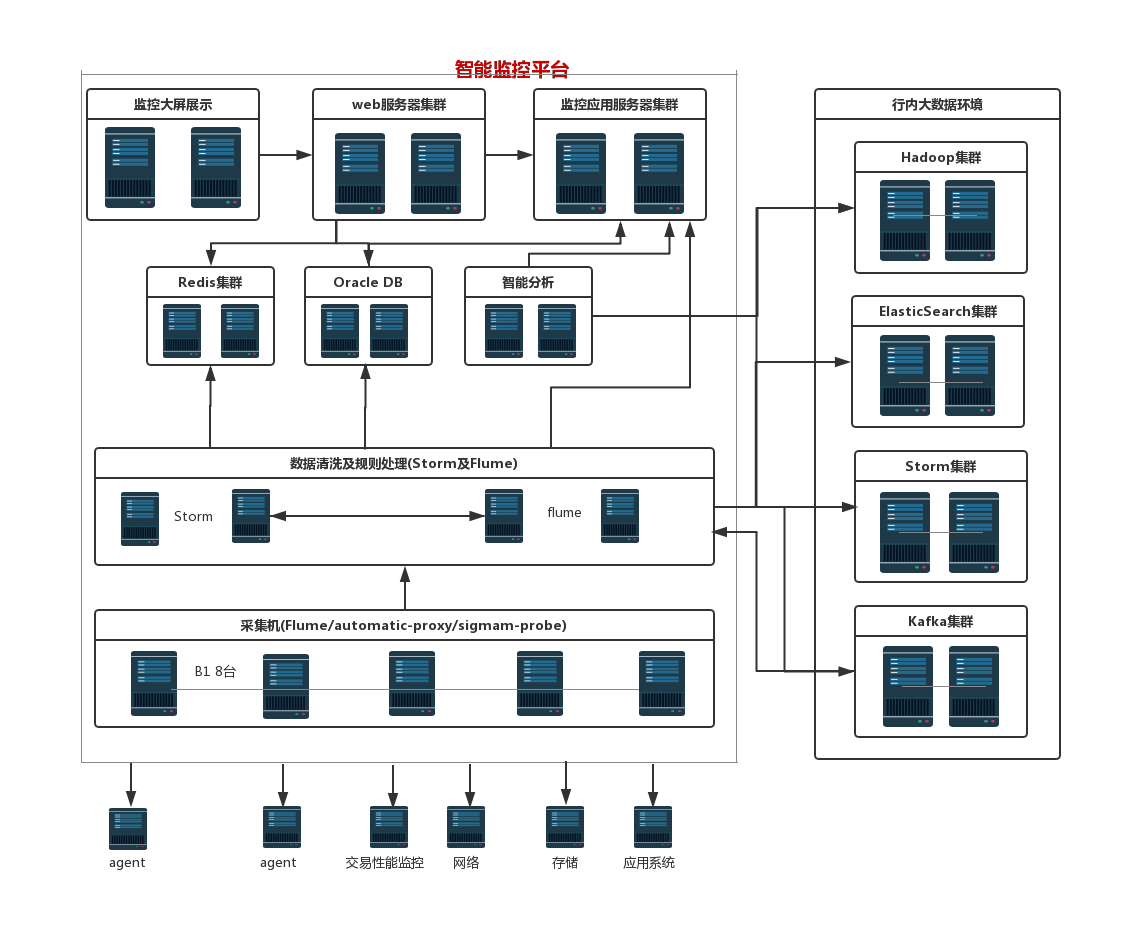 智能监控平台
监控大屏展示
web服务器集群
监控应用服务器集群
行内大数据环境
Hadoop集群
Redis集群
Oracle DB
智能分析
ElasticSearch集群
数据清洗及规则处理(Storm及Flume)
Storm
flume
Storm集群
采集机(Flume/automatic-proxy/sigmam-probe)
B1 8台
Kafka集群
agent
agent
交易性能监控
网络
存储
应用系统